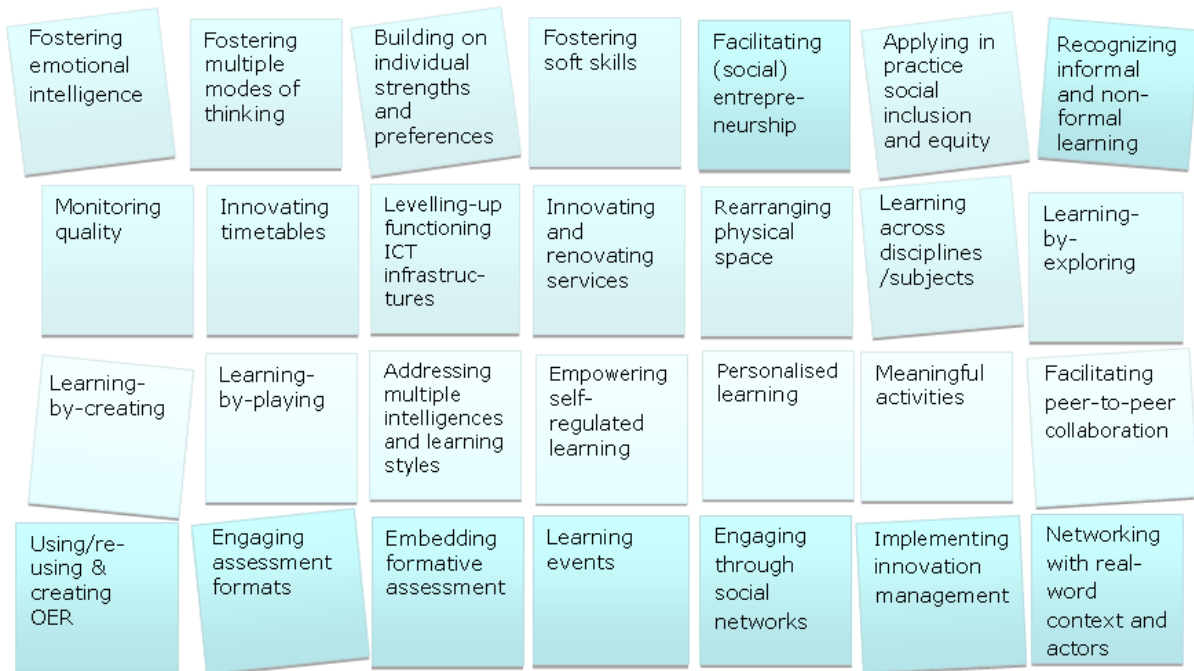 Fostering
emotional
intelligence
Fostering
multiple
modes of
thinking
Building on
individual
strengths
and
preferences
Fostering
soft skills
Facilitating
(social)
entrepre-
neurship
Applying in
practice
social
inclusion
and equity
Recognizing
informal
and non-
formal
learning
Monitoring
quality
Innovating
timetables
Levelling-up
functioning
ICT
infrastruc-
tures
Innovating
and
renovating
services
Rearranging
physical
space
Learning
across
disciplines
/subjects
Learning-
by-
exploring
Learning-
by-creating
Learning-
by-playing
Addressing
multiple
intelligences
and learning
styles
Empowering
self-
regulated
learning
Personalised
learning
Meaningful
activities
Facilitating
peer-to-peer
collaboration
Using/re-
using &
creating
OER
Engaging
assessment
formats
Embedding
formative
assessment
Learning
events
Engaging
through
social
networks
Implementing
innovation
management
Networking
with real-
word
context and
actors